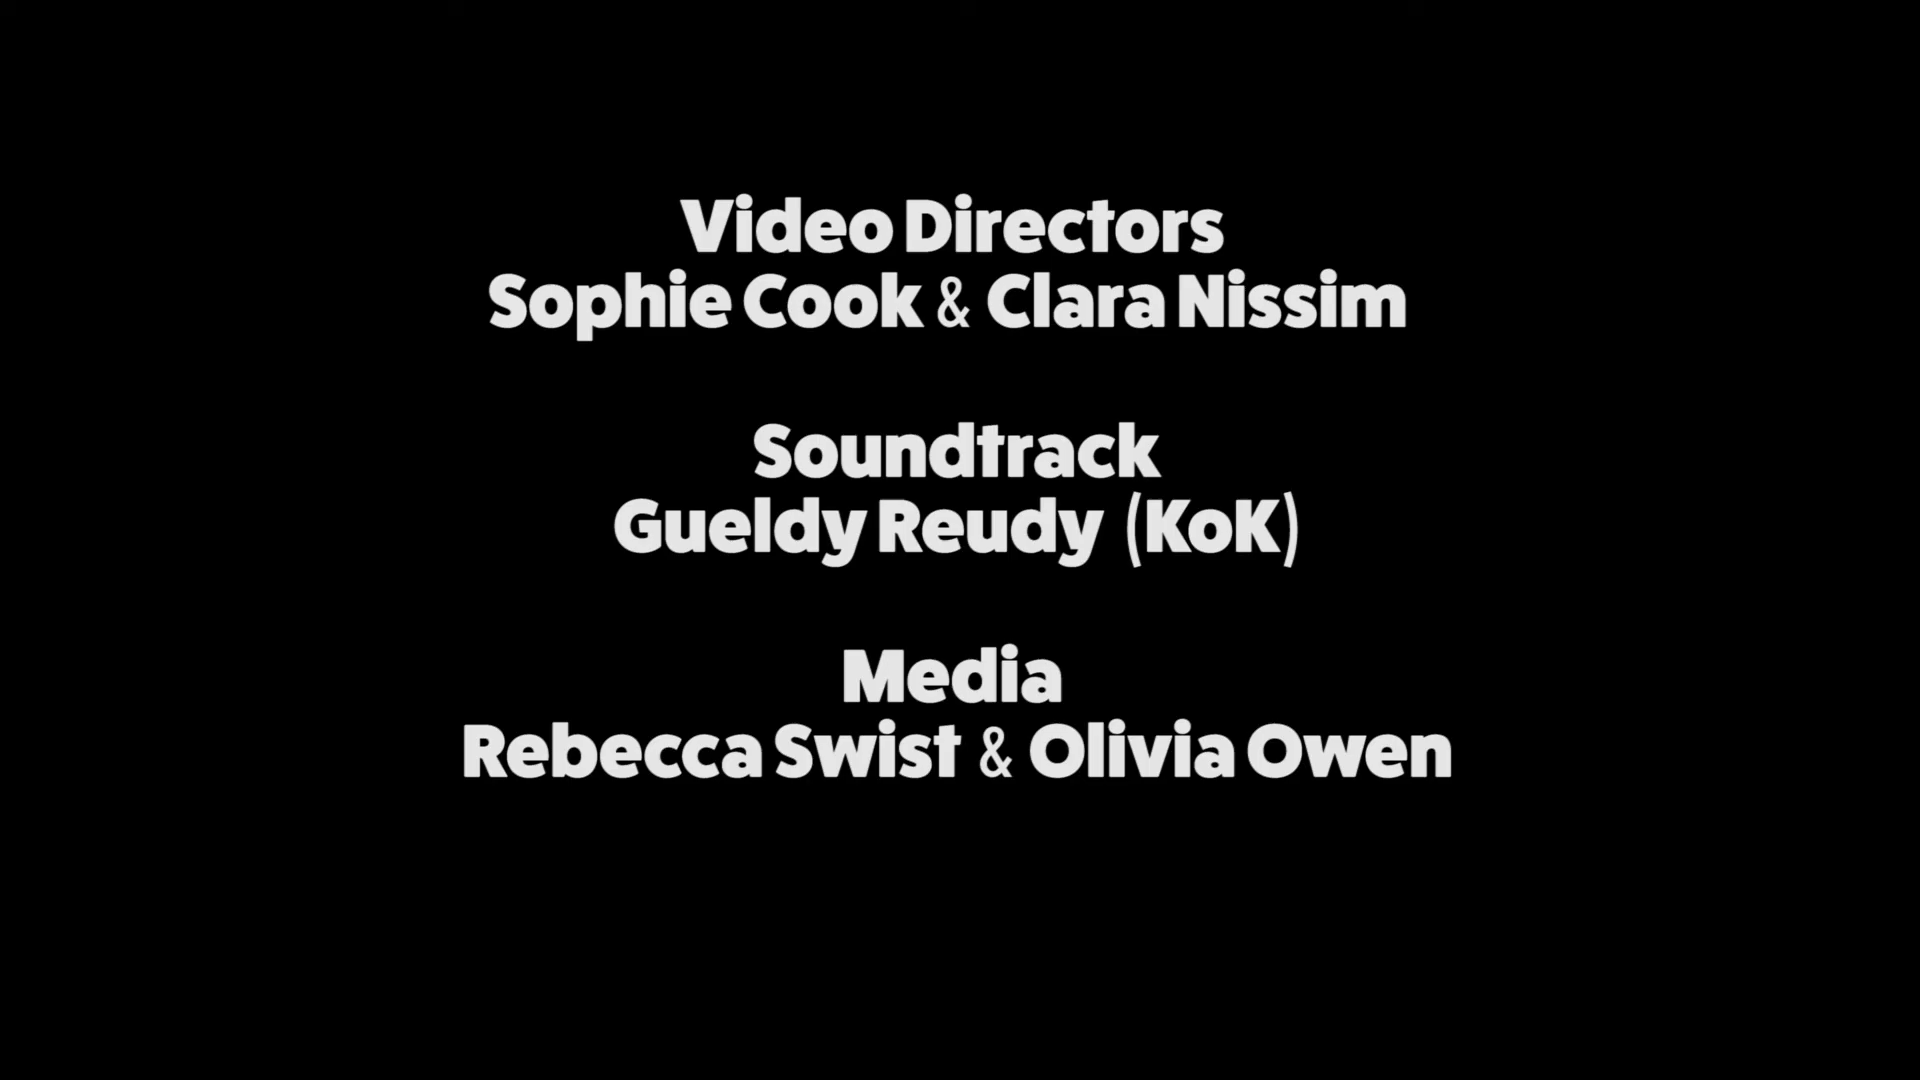 Video Directors
Sophie Cook & Clara Nissim
Soundtrack
Gueldy Reudy (KoK)
Media
Rebecca Swist & Olivia Owen